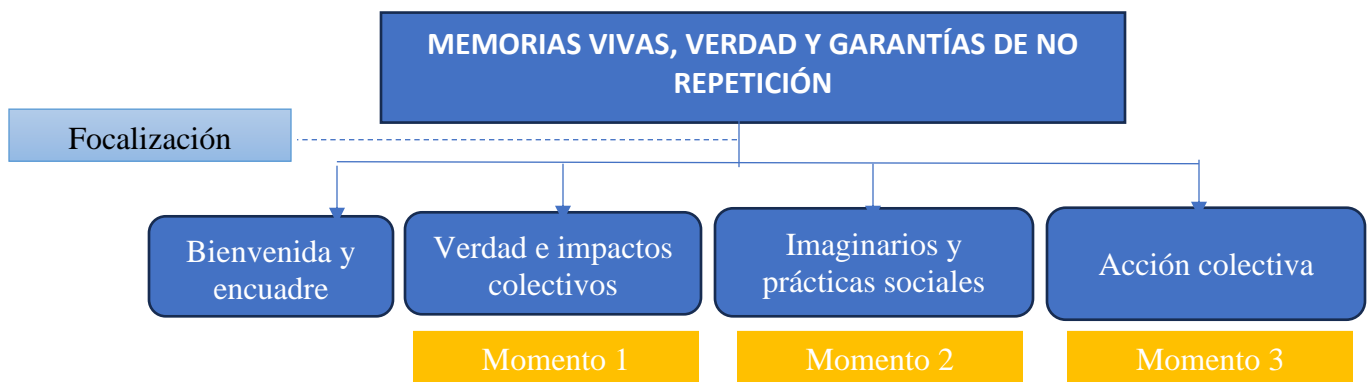 MEMORIAS VIVAS, VERDAD Y GARANTÍAS DE NO
REPETICIÓN
Focalización
Bienvenida y
encuadre
Verdad e impactos
colectivos
Imaginarios y
prácticas sociales
Acción colectiva
Momento 1
Momento 2
Momento 3